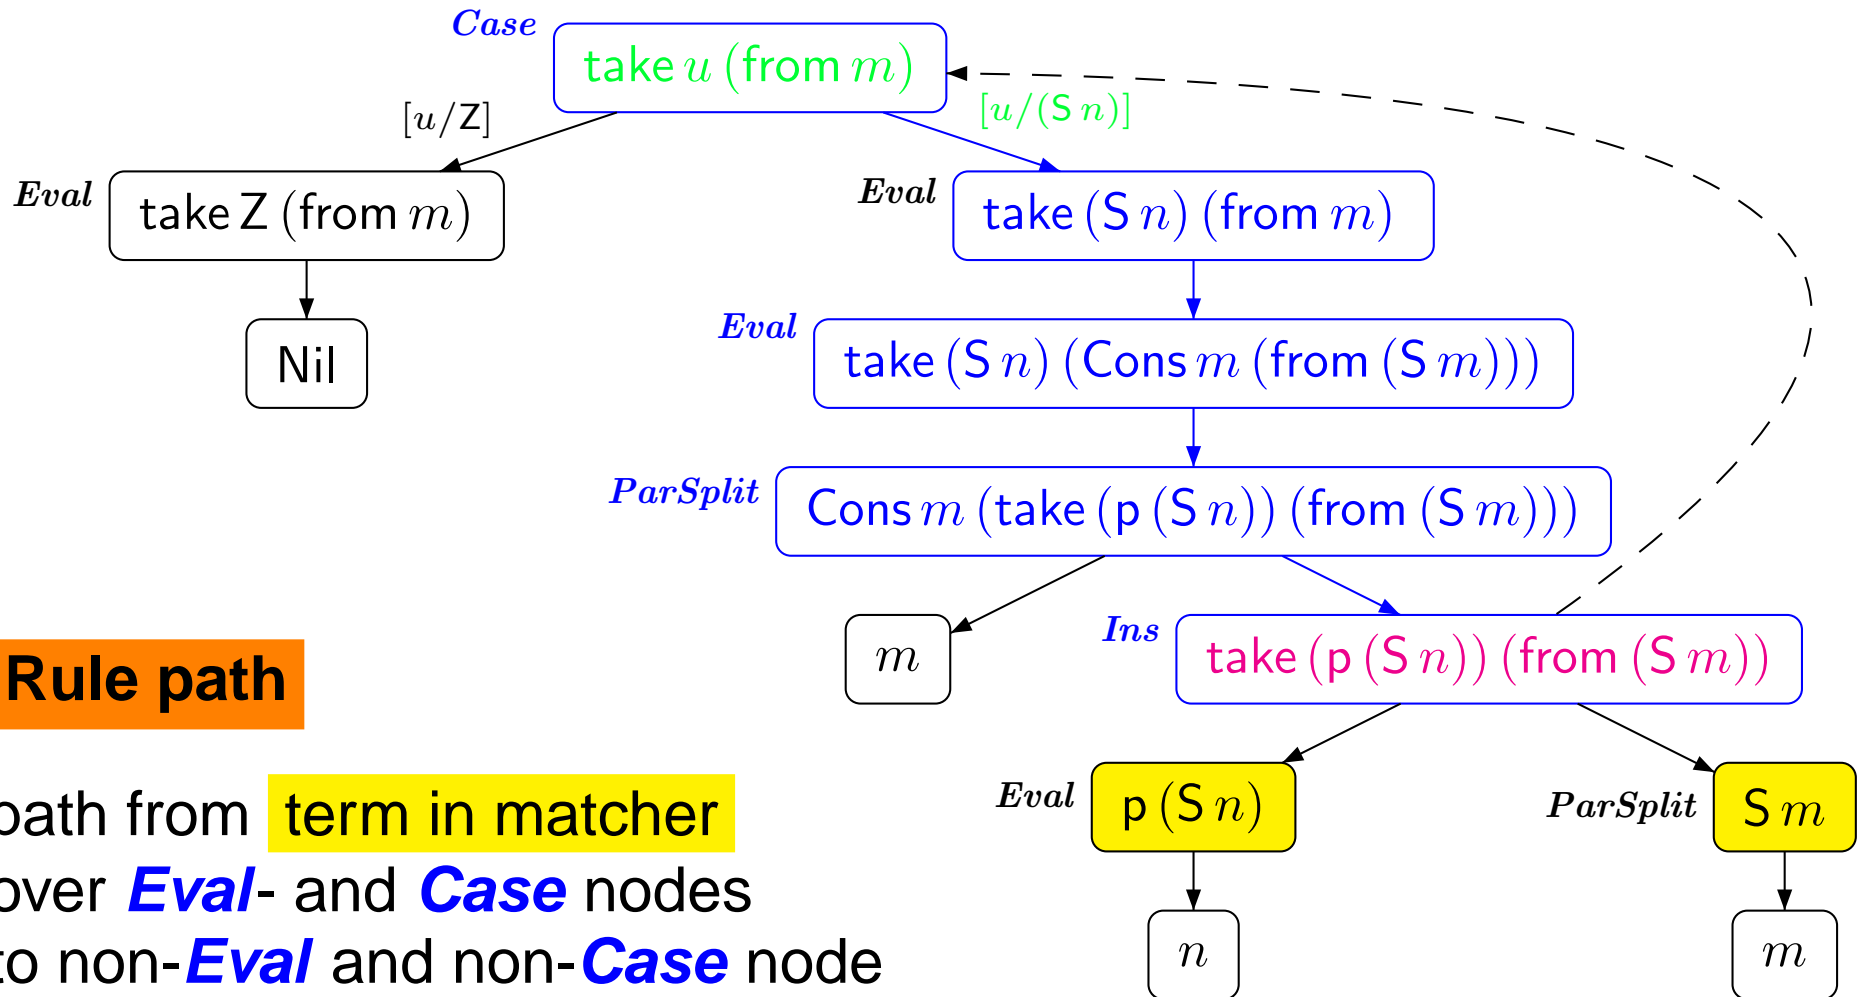 Case
take u (from m)
[u/Z]
[u/(S n)]
Eval
take Z (from m)
Eval
take (S n) (from m)
Nil
Eval
take (S n) (Cons m (from (S m)))
ParSplit
Cons m (take (p (S n)) (from (S m)))
m
Ins
take (p (S n)) (from (S m))
Rule path
path from term in matcher
over Eval- and Case nodes
to non-Eval and non-Case node
Eval
p (S n)
ParSplit
S m
n
m